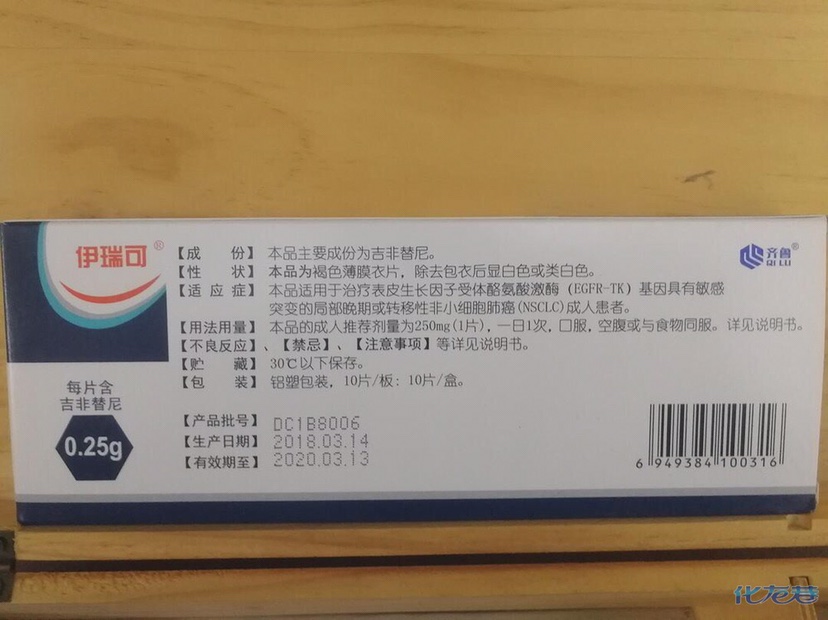 伊瑞可®
齐鲁®
QILU
【成 份】本品主要成份为吉非替尼。
【性 状】本品为褐色薄膜衣片，除去包衣后显白色或类白色。
【适 应 症】本品适用于治疗表皮生长因子受体酪氨酸激酶（EGFR-TK）基因具有敏感
突变的局部晚期或转移性非小细胞肺癌(NSCLC)成人患者。
【用法用量】本品的成人推荐剂量为250mg(1片)，一日1次，口服，空腹或与食物同服。详见说明书。
【不良反应】、【禁忌】、【注意事项】等详见说明书。
【贮 藏】30℃以下保存。
【包 装】铝塑包装，10片/板；10片/盒。
每片含
吉非替尼
0.25g
【产品批号】DC1B8006
【生产日期】2018.03.14
【有效期至】2020.03.13
6 949384 100316
化龙巷